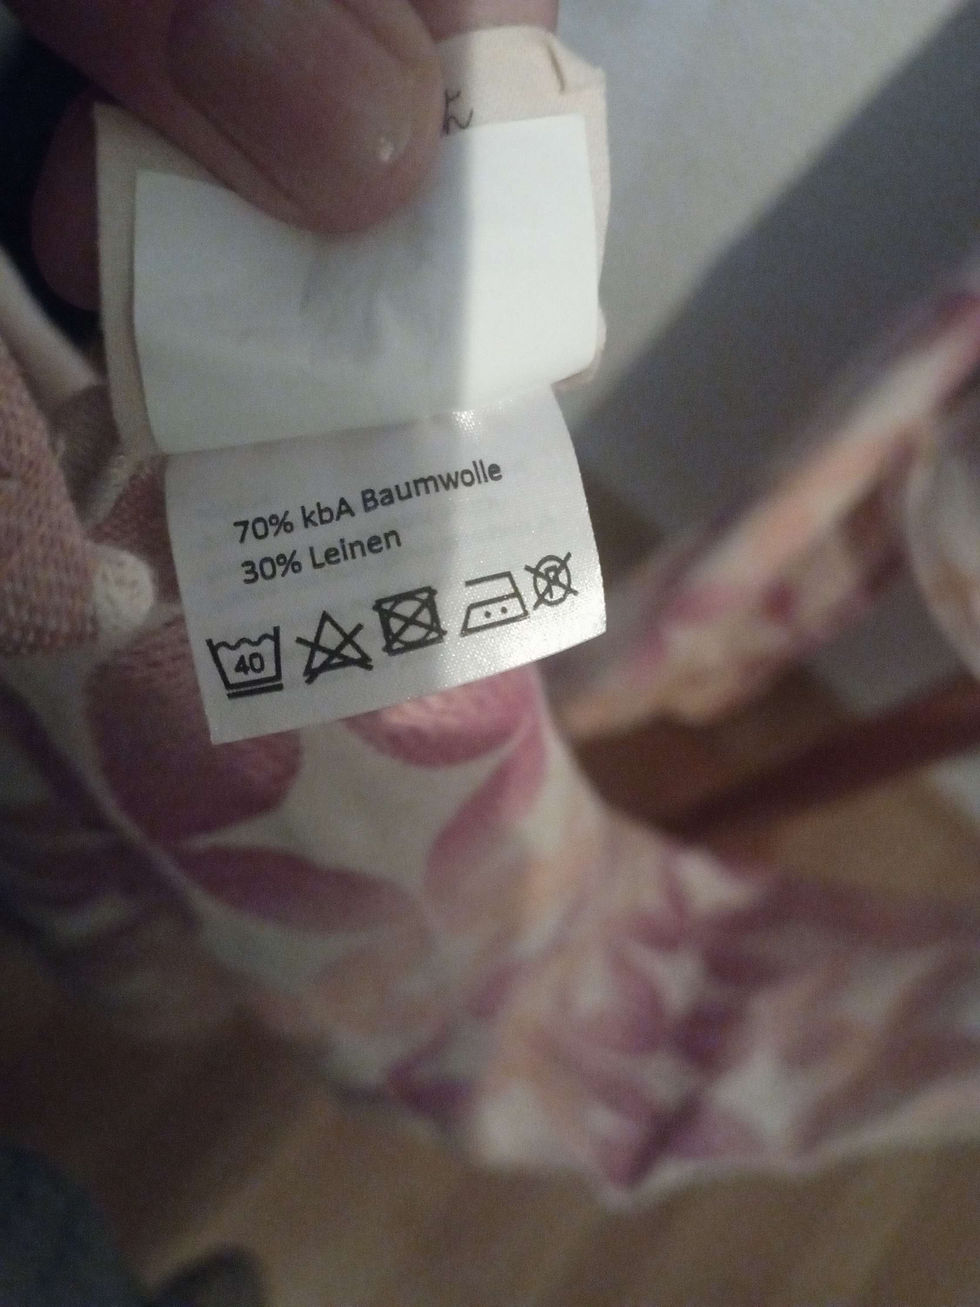 70% kbA Baumwolle
30% Leinen
40 P